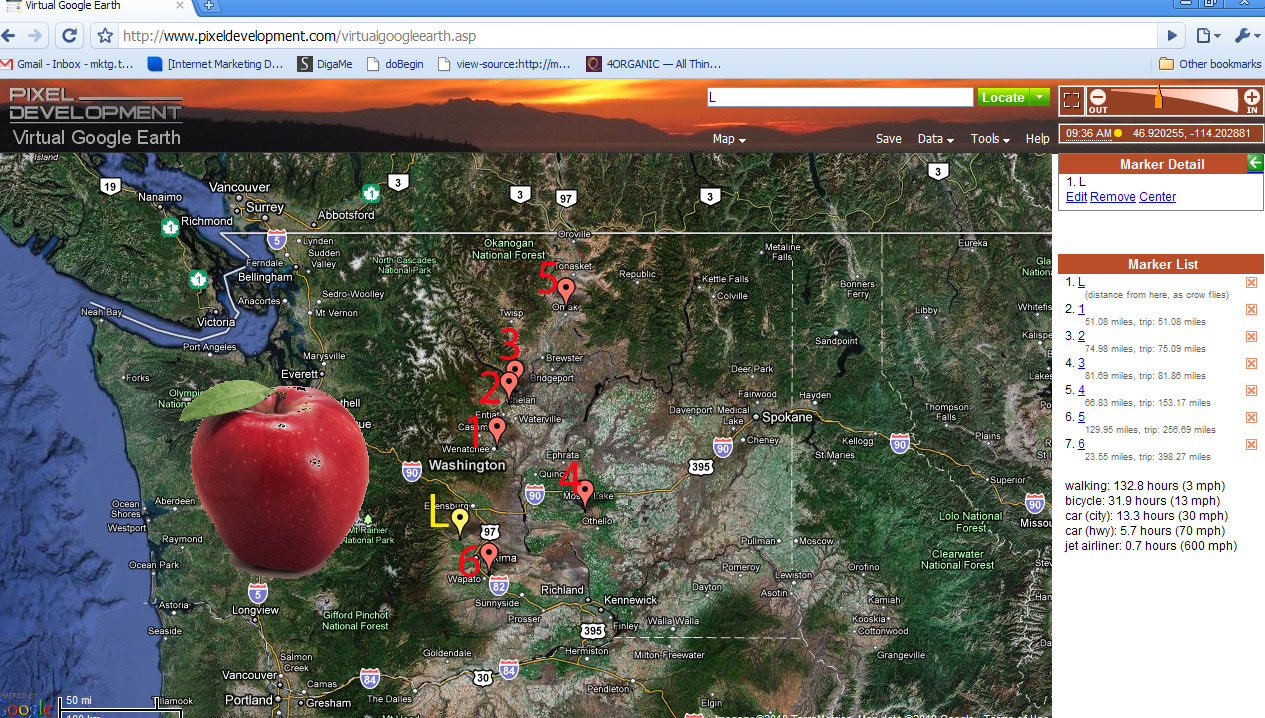 Virtual Google Earth
http://www.pixeldevelopment.com/virtualgoogleearth.asp
Gmail - Inbox - mktg.t...
[Internet Marketing D...
DigaMe
doBegin
view-source:http://m...
4ORGANIC — All Thin...
Other bookmarks
PIXEL
DEVELOPMENT
Virtual Google Earth
L
Locate
OUT
IN
Map
Save
Data
Tools
Help
09:36 AM 46.920255, -114.202881
Marker Detail
1. L
Edit Remove Center
Marker List
1. L
(distance from here, as crow flies)
2. 1
51.08 miles, trip: 51.08 miles
3. 2
74.98 miles, trip: 75.09 miles
4. 3
81.69 miles, trip: 81.86 miles
5. 4
66.83 miles, trip: 153.17 miles
6. 5
129.95 miles, trip: 256.69 miles
7. 6
23.55 miles, trip: 398.27 miles
walking: 132.8 hours (3 mph)
bicycle: 31.9 hours (13 mph)
car (city): 13.3 hours (30 mph)
car (hwy): 5.7 hours (70 mph)
jet airliner: 0.7 hours (600 mph)
Island
19
Vancouver
Nanaimo
Surrey
Richmond
Abbotsford
1
1
1
3
3
97
3
3
5
Lynden
Sudden
Valley
Ferndale
Bellingham
North Cascades
National Park
Okanogan
National Forest
Oroville
Tonasket
Metaline
Falls
Eureka
Republic
Kettle Falls
Colville
Bonners
Ferry
Libby
Anacortes
Sedro-Woolley
Mt Vernon
Neah Bay
Victoria
Port Angeles
5
Omak
Twisp
Marysville
Everett
Forks
Sandpoint
3
Brewster
Bridgeport
2
Chelan
Deer Park
Fairwood
Hayden
Entiat
Waterville
1
Wenatchee
Davenport
Medical
Lake
Spokane
Cheney
Kellogg
St Maries
Thompson
Falls
Plains
Superior
90
90
90
90
90
395
Washington
Ephrata
4
Lake
Othello
L
Ellensburg
97
6
Wapato
82
Sunnyside
Prosser
Richland
Kennewick
Finley
Walla Walla
395
Hermiston
Milton-Freewater
Pendleton
Elgin
Ocean
Shores
Aberdeen
Westport
Raymond
Ocean Park
Astoria
Seaside
Mt Rainier
National Park
5
Longview
Gifford Pinchot
National Forest
Goldendale
Salmon
Creek
Vancouver
Camas
Portland
Gresham
84
The Dalles
30
84
Pullman
Moscow
Pomeroy
Lewiston
Asotin
Dayton
Orofino
Kamiah
Kooskia
Cottonwood
Grangeville
Lolo National
Forest
Clearwater
National Forest
50 mi
Google